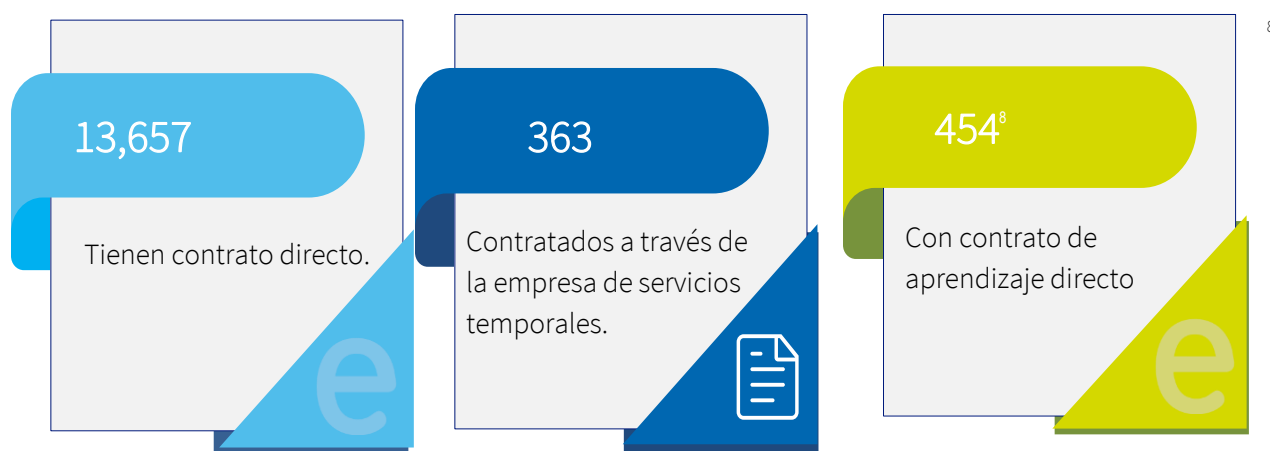 13,657
Tienen contrato directo.
363
Contratados a través de
la empresa de servicios
temporales.
454⁸
Con contrato de
aprendizaje directo
e
e